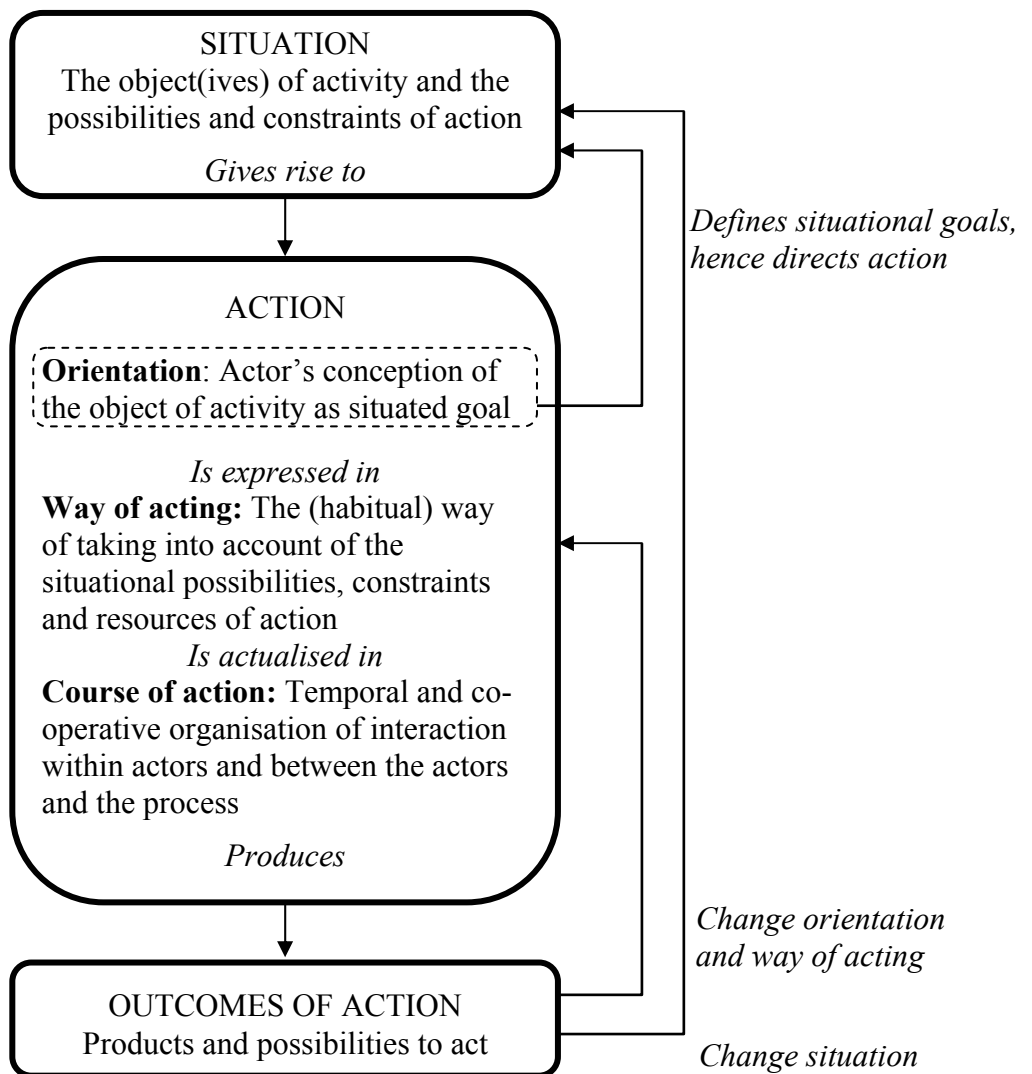 SITUATION
The object(ives) of activity and the
possibilities and constraints of action
Gives rise to
Defines situational goals,
hence directs action
ACTION
Orientation: Actor's conception of
the object of activity as situated goal
Is expressed in
Way of acting: The (habitual) way
of taking into account of the
situational possibilities, constraints
and resources of action
Is actualised in
Course of action: Temporal and co-
operative organisation of interaction
within actors and between the actors
and the process
Produces
Change orientation
and way of acting
OUTCOMES OF ACTION
Products and possibilities to act
Change situation